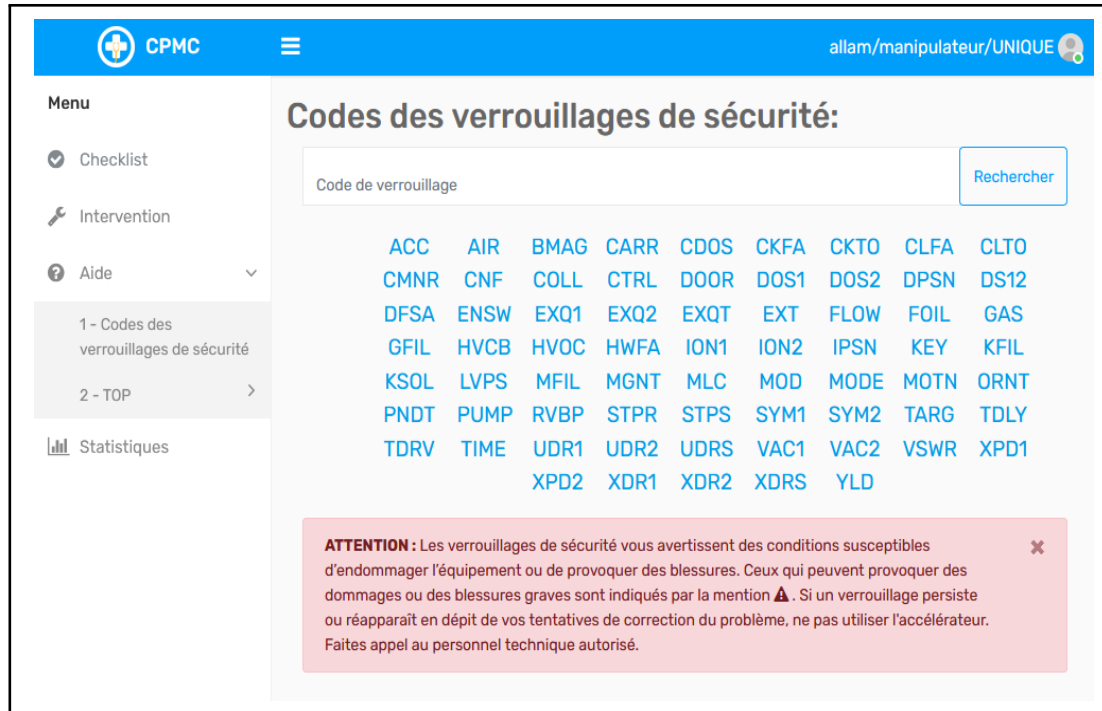 CPMC
allam/manipulateur/UNIQUE
Menu
Checklist
Intervention
Aide
1 - Codes des
verrouillages de sécurité
2 - TOP
Statistiques
Codes des verrouillages de sécurité:
Code de verrouillage
Rechercher
ACC AIR BMAG CARR CDOS CKFA CKTO CLFA CLTO
CMNR CNF COLL CTRL DOOR DOS1 DOS2 DPSN DS12
DFSA ENSW EXQ1 EXQ2 EXQT EXT FLOW FOIL GAS
GFIL HVCB HVOC HWFA ION1 ION2 IPSN KEY KFIL
KSOL LVPS MFIL MGNT MLC MOD MODE MOTN ORNT
PNDT PUMP RVBP STPR STPS SYM1 SYM2 TARG TDLY
TDRV TIME UDR1 UDR2 UDRS VAC1 VAC2 VSWR XPD1
XPD2 XDR1 XDR2 XDRS YLD
ATTENTION : Les verrouillages de sécurité vous avertissent des conditions susceptibles
d'endommager l'équipement ou de provoquer des blessures. Ceux qui peuvent provoquer des
dommages ou des blessures graves sont indiqués par la mention . Si un verrouillage persiste
ou réapparaît en dépit de vos tentatives de correction du problème, ne pas utiliser l'accélérateur.
Faites appel au personnel technique autorisé.